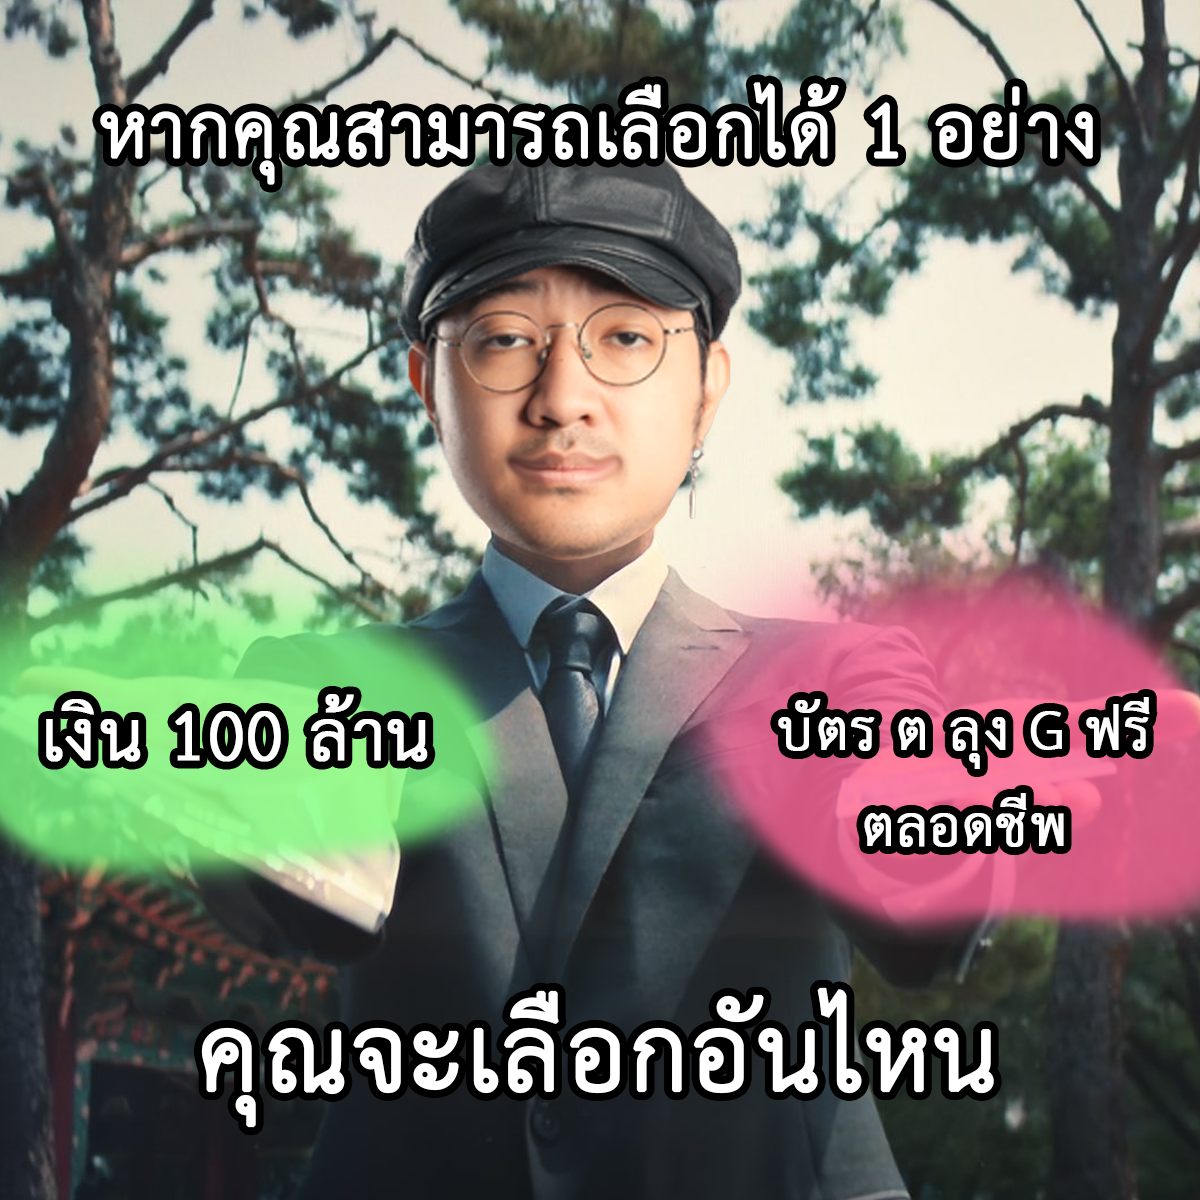 หากคุณสามารถเลือกได้ 1 อย่าง
เงิน 100 ล้าน
บัตร ต ลุง G ฟรี
ตลอดชีพ
คุณจะเลือกอันไหน